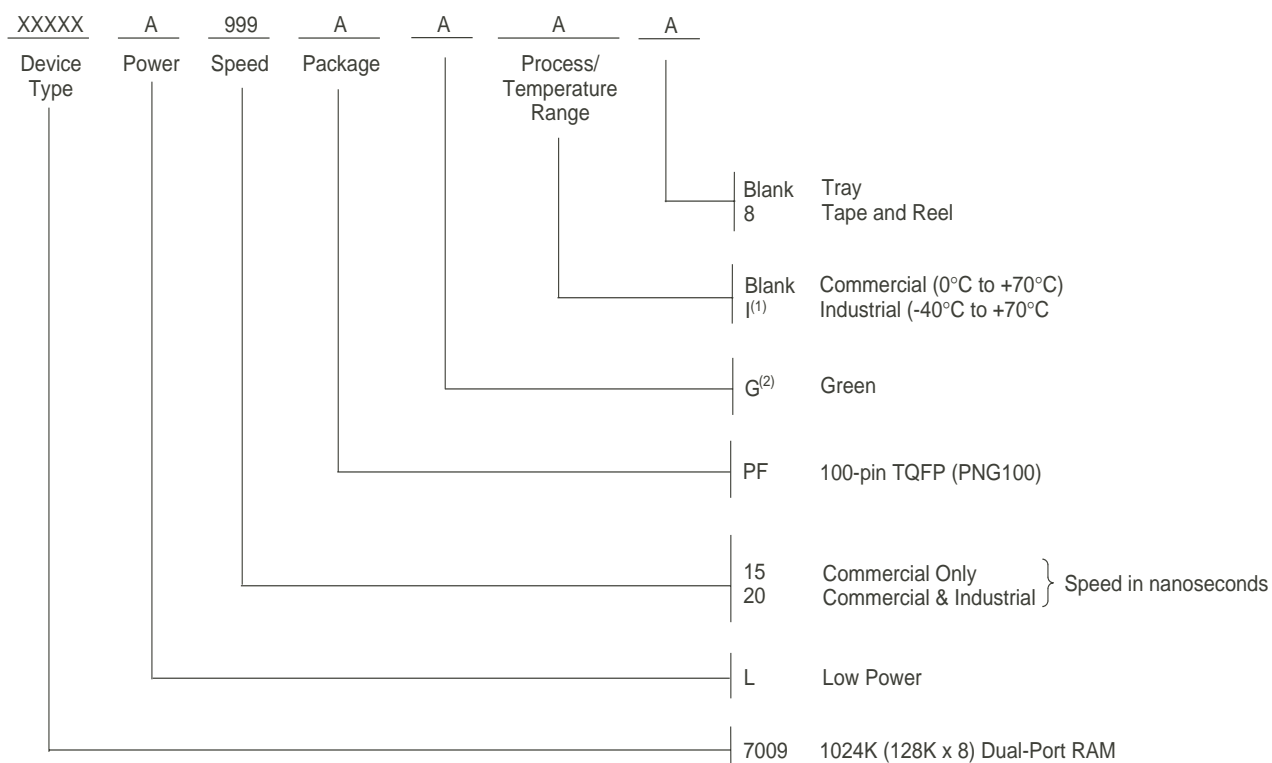 XXXXX A 999 A A A A
Device Type
Power
Speed
Package
Process/
Temperature
Range
Blank Tray
8 Tape and Reel
Blank Commercial (0°C to +70°C)
I(1) Industrial (-40°C to +70°C
G(2) Green
PF 100-pin TQFP (PNG100)
15 Commercial Only
20 Commercial & Industrial
Speed in nanoseconds
L Low Power
7009 1024K (128K x 8) Dual-Port RAM